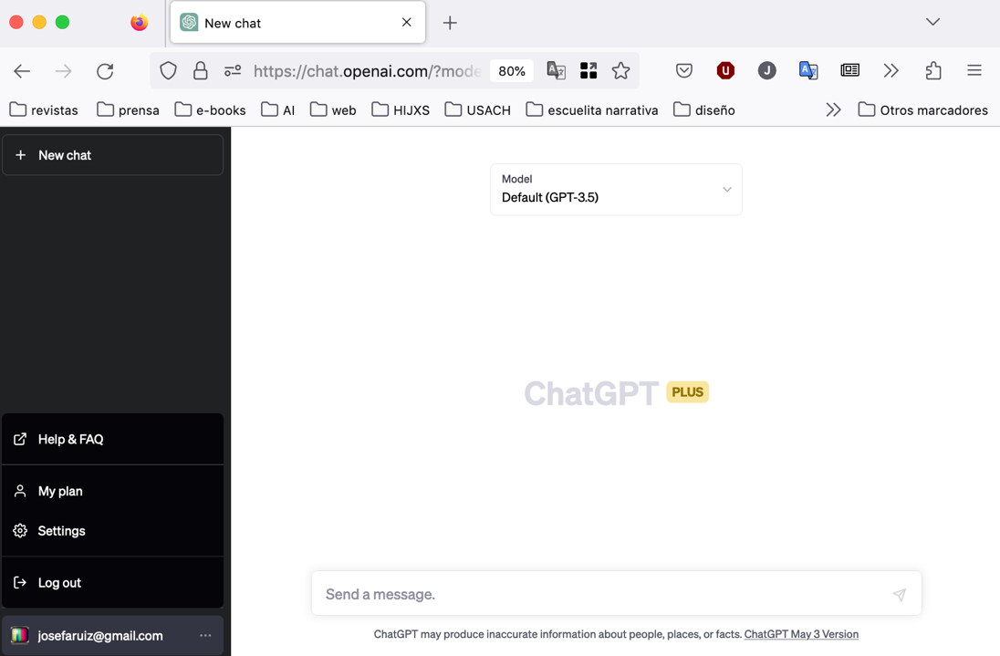 New chat
https://chat.openai.com/?mode
80%
U
J
revistas
prensa
e-books
AI
web
HIJXS
USACH
escuelita narrativa
diseño
Otros marcadores
New chat
Model
Default (GPT-3.5)
ChatGPT PLUS
Help & FAQ
My plan
Settings
Log out
josefaruiz@gmail.com
Send a message.
ChatGPT may produce inaccurate information about people, places, or facts. ChatGPT May 3 Version